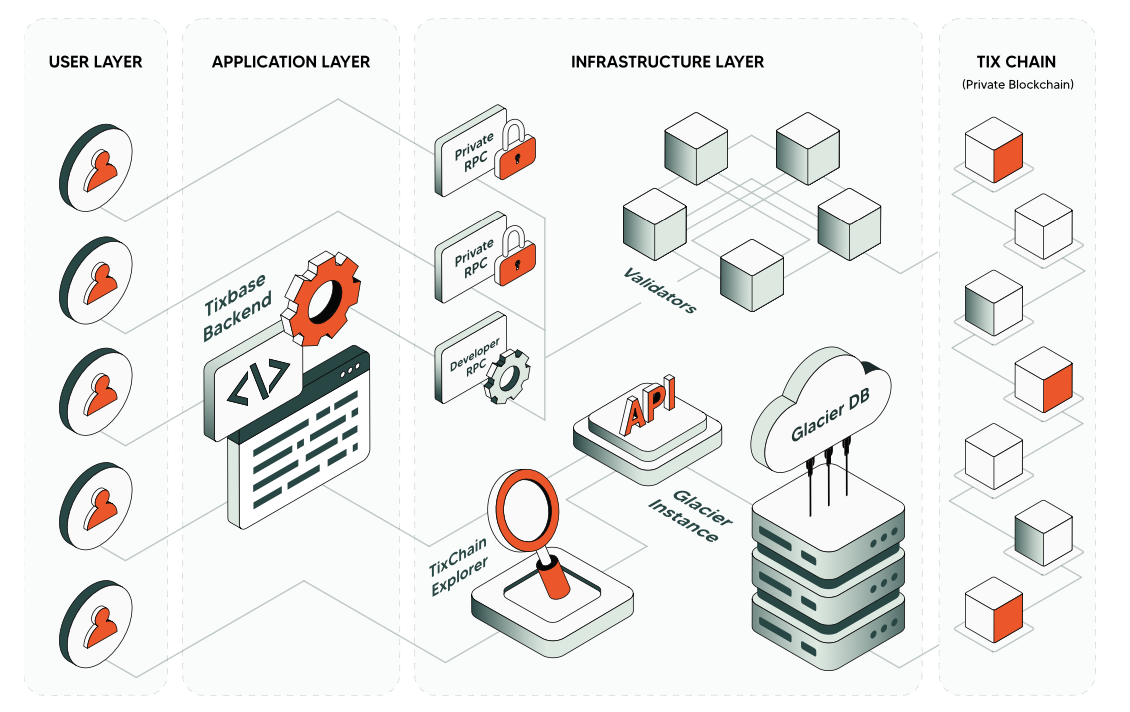 USER LAYER
APPLICATION LAYER
INFRASTRUCTURE LAYER
TIX CHAIN
(Private Blockchain)
Private
RPC
Private
RPC
Developer
RPC
Tixbase
Backend
</>
Validators
API
Glacier DB
Glacier
Instance
TixChain
Explorer